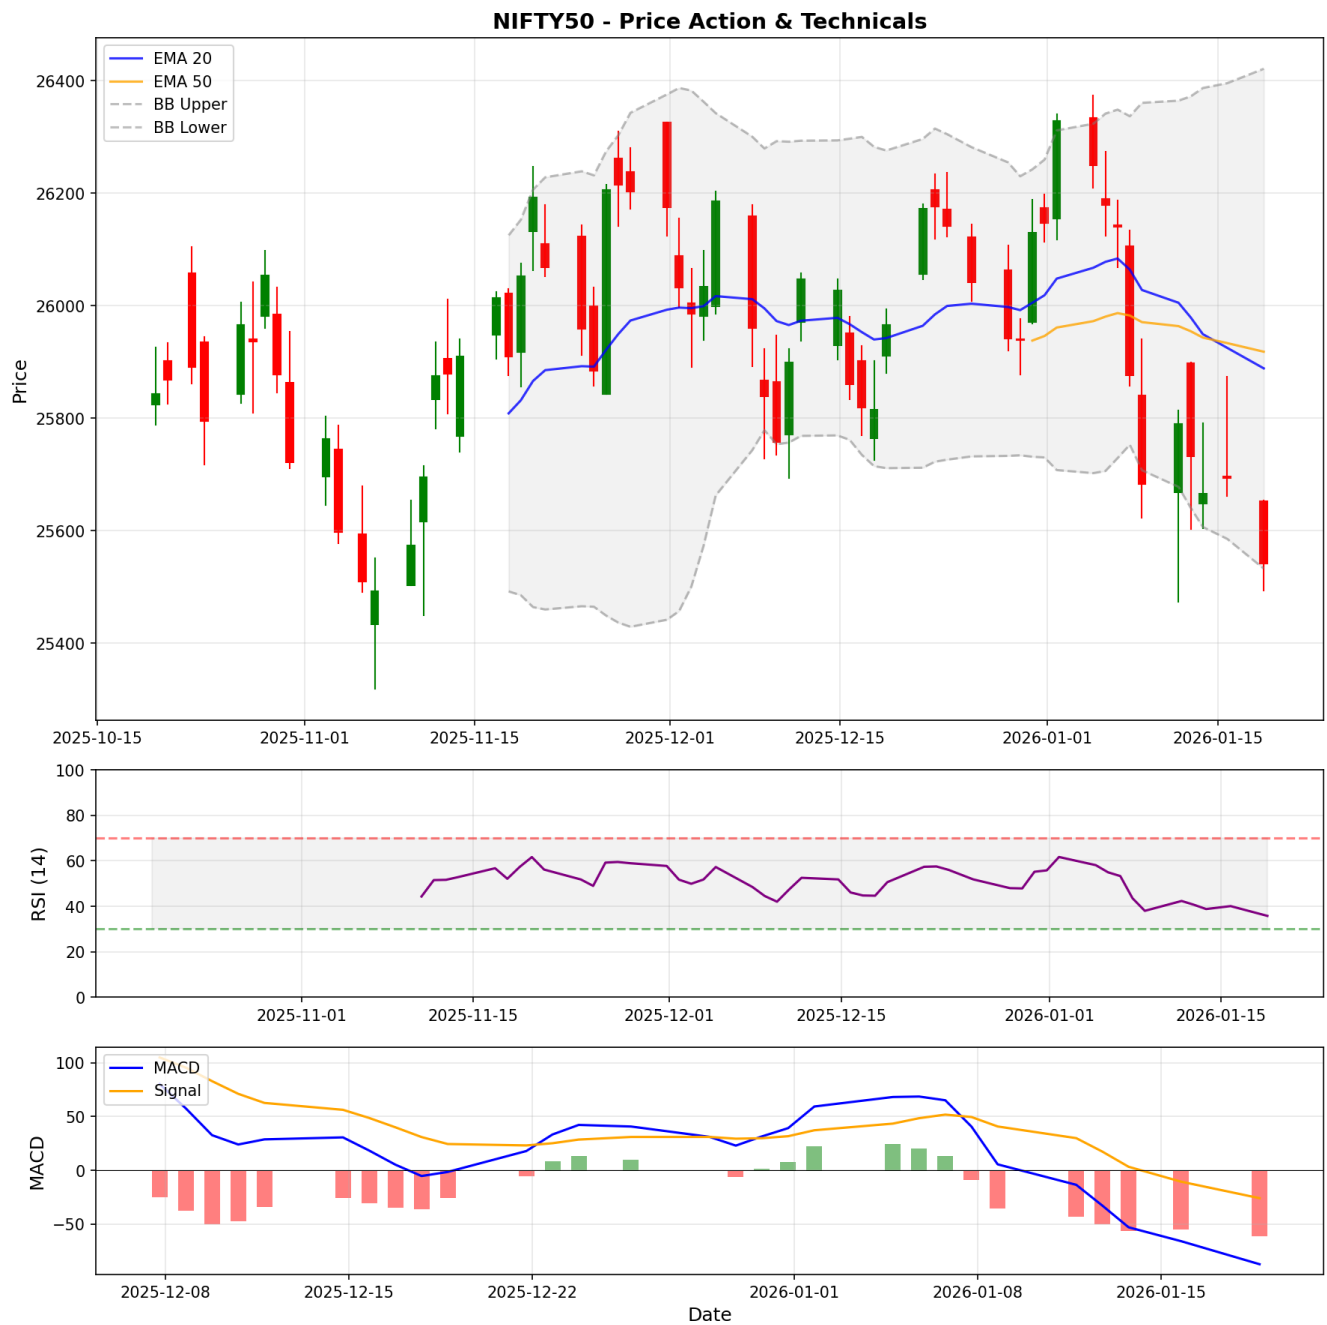 NIFTY50 - Price Action & Technicals
EMA 20
EMA 50
BB Upper
BB Lower
Price
26400
26200
26000
25800
25600
25400
2025-10-15 2025-11-01 2025-11-15 2025-12-01 2025-12-15 2026-01-01 2026-01-15
RSI (14)
100
80
60
40
20
0
2025-11-01 2025-11-15 2025-12-01 2025-12-15 2026-01-01 2026-01-15
MACD
Signal
MACD
100
50
0
−50
2025-12-08 2025-12-15 2025-12-22 2026-01-01 2026-01-08 2026-01-15
Date